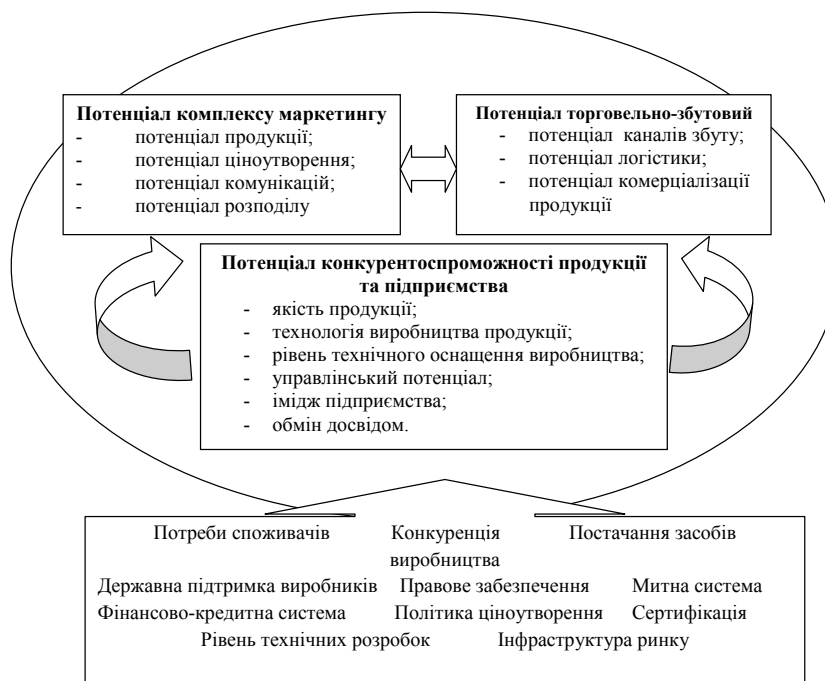 Потенціал комплексу маркетингу
- потенціал продукції;
- потенціал ціноутворення;
- потенціал комунікацій;
- потенціал розподілу
Потенціал торговельно-збутовий
- потенціал каналів збуту;
- потенціал логістики;
- потенціал комерціалізації
продукції
Потенціал конкурентоспроможності продукції
та підприємства
- якість продукції;
- технологія виробництва продукції;
- рівень технічного оснащення виробництва;
- управлінський потенціал;
- імідж підприємства;
- обмін досвідом.
Потреби споживачів Конкуренція Постачання засобів
виробництва
Державна підтримка виробників Правове забезпечення Митна система
Фінансово-кредитна система Політика ціноутворення Сертифікація
Рівень технічних розробок Інфраструктура ринку